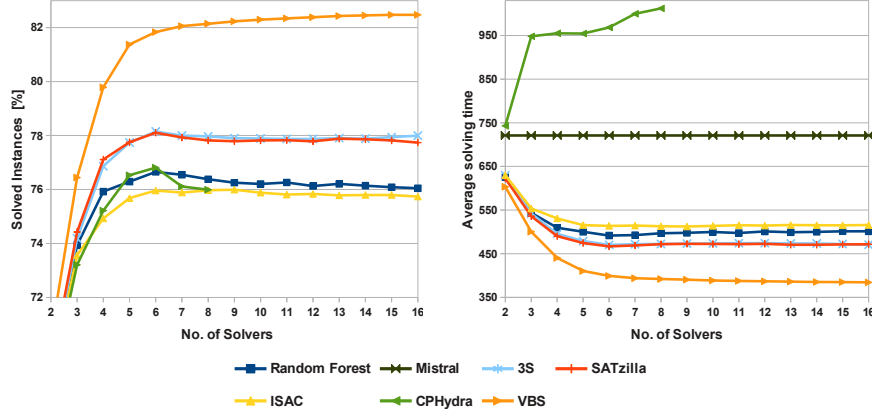 Solved Instances [%]
82
80
78
76
74
72
2 3 4 5 6 7 8 9 10 11 12 13 14 15 16
No. of Solvers
Average solving time
950
850
750
650
550
450
350
2 3 4 5 6 7 8 9 10 11 12 13 14 15 16
No. of Solvers
Random Forest Mistral 3S SATzilla
ISAC CPHydra VBS